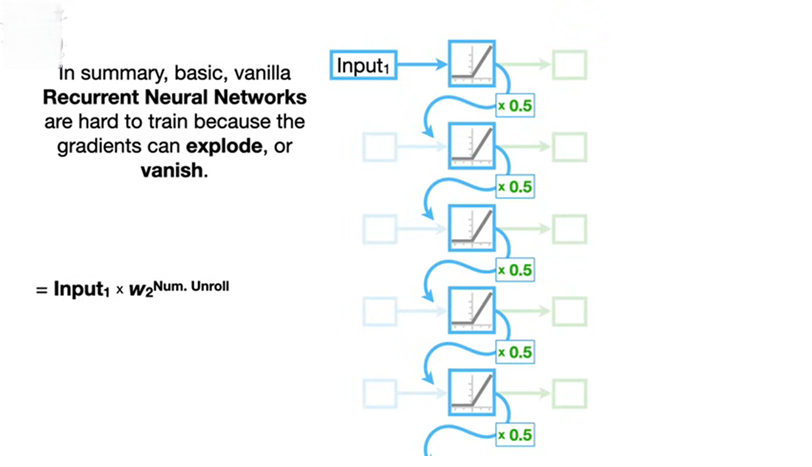 In summary, basic, vanilla
Recurrent Neural Networks
are hard to train because the
gradients can explode, or
vanish.
= Input₁ × w₂ᴺᵘᵐ· ᵁⁿʳᵒˡˡ
Input₁
x 0.5
x 0.5
x 0.5
x 0.5
x 0.5